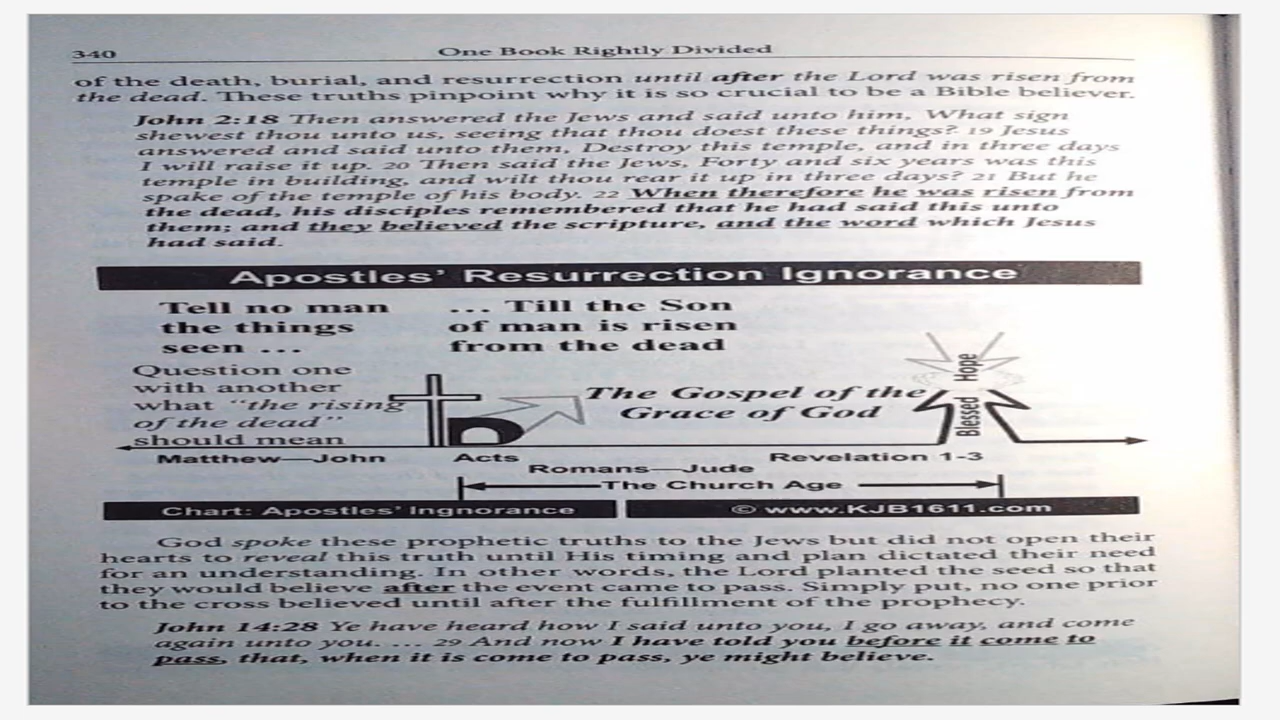 340
One Book Rightly Divided
of the death, burial, and resurrection until after the Lord was risen from
the dead. These truths pinpoint why it is so crucial to be a Bible believer.
John 2:18 Then answered the Jews and said unto him, What sign
shewest thou unto us, seeing that thou doest these things? 19 Jesus
answered and said unto them, Destroy this temple, and in three days
I will raise it up. 20 Then said the Jews, Forty and six years was this
temple in building, and wilt thou rear it up in three days? 21 But he
spake of the temple of his body. 22 When therefore he was risen from
the dead, his disciples remembered that he had said this unto
them; and they believed the scripture, and the word which Jesus
had said.
Apostles' Resurrection Ignorance
Tell no man
the things
seen ...
... Till the Son
of man is risen
from the dead
Question one
with another
what "the rising
of the dead"
should mean
The Gospel of the
Grace of God
Blessed Hope
Matthew—John
Acts
Romans—Jude
Revelation 1-3
The Church Age
Chart: Apostles' Ingnorance
© www.KJB1611.com
God spoke these prophetic truths to the Jews but did not open their
hearts to reveal this truth until His timing and plan dictated their need
for an understanding. In other words, the Lord planted the seed so that
they would believe after the event came to pass. Simply put, no one prior
to the cross believed until after the fulfillment of the prophecy.
John 14:28 Ye have heard how I said unto you, I go away, and come
again unto you. ... 29 And now I have told you before it come to
pass, that, when it is come to pass, ye might believe.